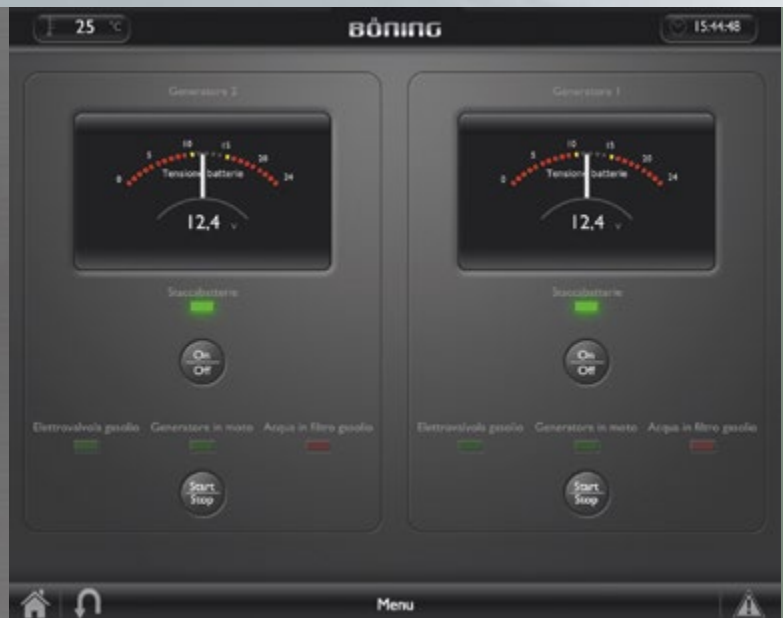 25 °C
BÖNING
15:44:48
Generatore 2
0 5 10 15 20 24
Tensione batterie
12,4 V
Staccabatterie
On
Off
Elettrovalvola gasolio Generatore in moto Acqua in filtro gasolio
Start
Stop
Generatore 1
0 5 10 15 20 24
Tensione batterie
12,4 V
Staccabatterie
On
Off
Elettrovalvola gasolio Generatore in moto Acqua in filtro gasolio
Start
Stop
Menu